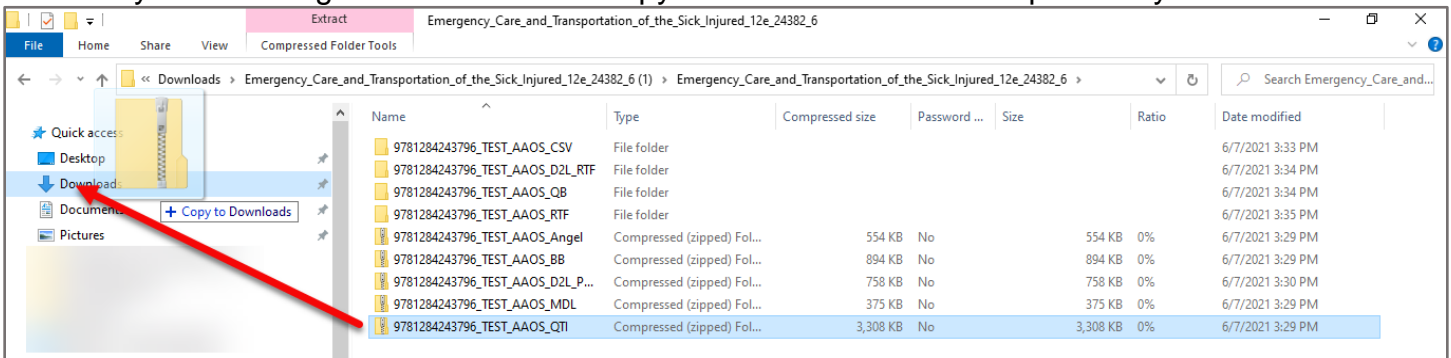 Extract
Emergency_Care_and_Transportation_of_the_Sick_Injured_12e_24382_6
File Home Share View Compressed Folder Tools
« Downloads › Emergency_Care_and_Transportation_of_the_Sick_Injured_12e_24382_6 (1) › Emergency_Care_and_Transportation_of_the_Sick_Injured_12e_24382_6 ›
Search Emergency_Care_and...
Quick access
Desktop
Downloads
Documents
+ Copy to Downloads
Pictures
Name Type Compressed size Password ... Size Ratio Date modified
9781284243796_TEST_AAOS_CSV File folder 6/7/2021 3:33 PM
9781284243796_TEST_AAOS_D2L_RTF File folder 6/7/2021 3:34 PM
9781284243796_TEST_AAOS_QB File folder 6/7/2021 3:34 PM
9781284243796_TEST_AAOS_RTF File folder 6/7/2021 3:35 PM
9781284243796_TEST_AAOS_Angel Compressed (zipped) Fol... 554 KB No 554 KB 0% 6/7/2021 3:29 PM
9781284243796_TEST_AAOS_BB Compressed (zipped) Fol... 894 KB No 894 KB 0% 6/7/2021 3:29 PM
9781284243796_TEST_AAOS_D2L_P... Compressed (zipped) Fol... 758 KB No 758 KB 0% 6/7/2021 3:30 PM
9781284243796_TEST_AAOS_MDL Compressed (zipped) Fol... 375 KB No 375 KB 0% 6/7/2021 3:29 PM
9781284243796_TEST_AAOS_QTI Compressed (zipped) Fol... 3,308 KB No 3,308 KB 0% 6/7/2021 3:29 PM